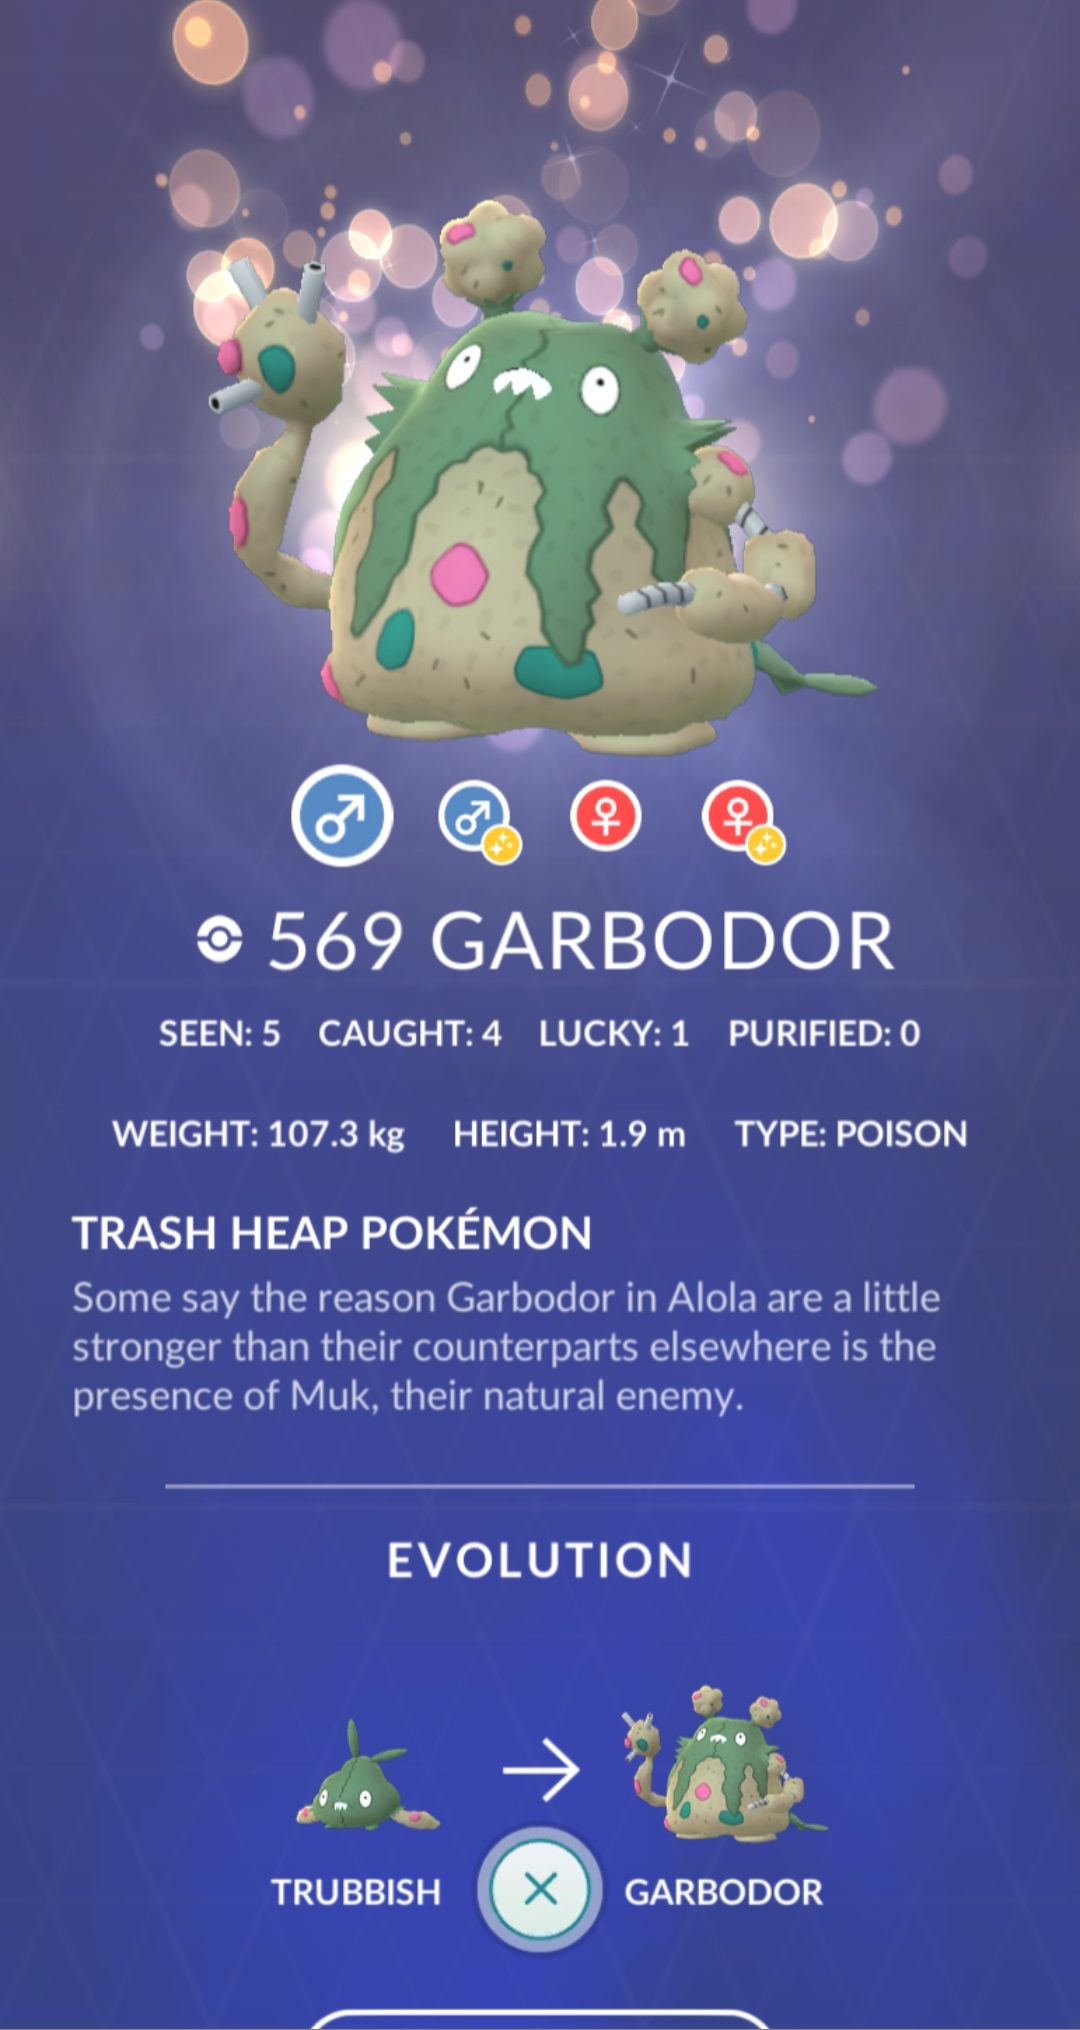 569 GARBODOR
SEEN: 5 CAUGHT: 4 LUCKY: 1 PURIFIED: 0
WEIGHT: 107.3 kg HEIGHT: 1.9 m TYPE: POISON
TRASH HEAP POKÉMON
Some say the reason Garbodor in Alola are a little
stronger than their counterparts elsewhere is the
presence of Muk, their natural enemy.
EVOLUTION
TRUBBISH GARBODOR